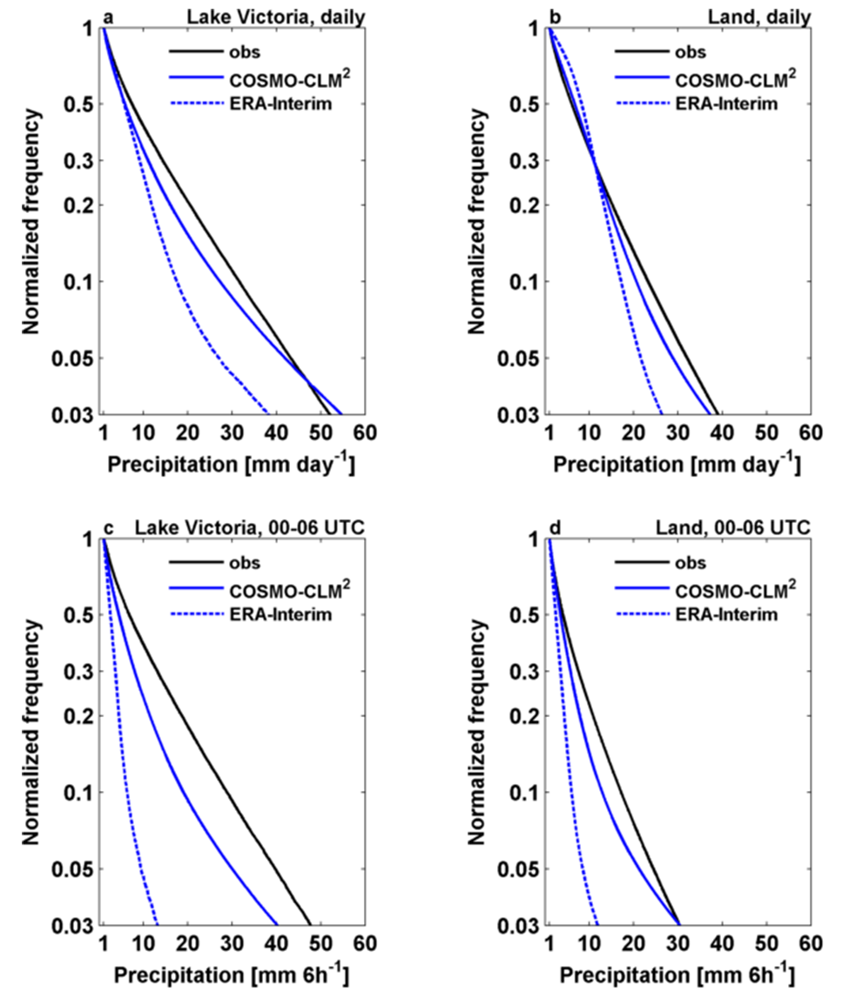 a Lake Victoria, daily
obs
COSMO-CLM²
ERA-Interim
1
0.5
0.3
0.2
0.1
0.05
0.03
Normalized frequency
1 10 20 30 40 50 60
Precipitation [mm day⁻¹]
b Land, daily
obs
COSMO-CLM²
ERA-Interim
1
0.5
0.3
0.2
0.1
0.05
0.03
Normalized frequency
1 10 20 30 40 50 60
Precipitation [mm day⁻¹]
c Lake Victoria, 00-06 UTC
obs
COSMO-CLM²
ERA-Interim
1
0.5
0.3
0.2
0.1
0.05
0.03
Normalized frequency
1 10 20 30 40 50 60
Precipitation [mm 6h⁻¹]
d Land, 00-06 UTC
obs
COSMO-CLM²
ERA-Interim
1
0.5
0.3
0.2
0.1
0.05
0.03
Normalized frequency
1 10 20 30 40 50 60
Precipitation [mm 6h⁻¹]